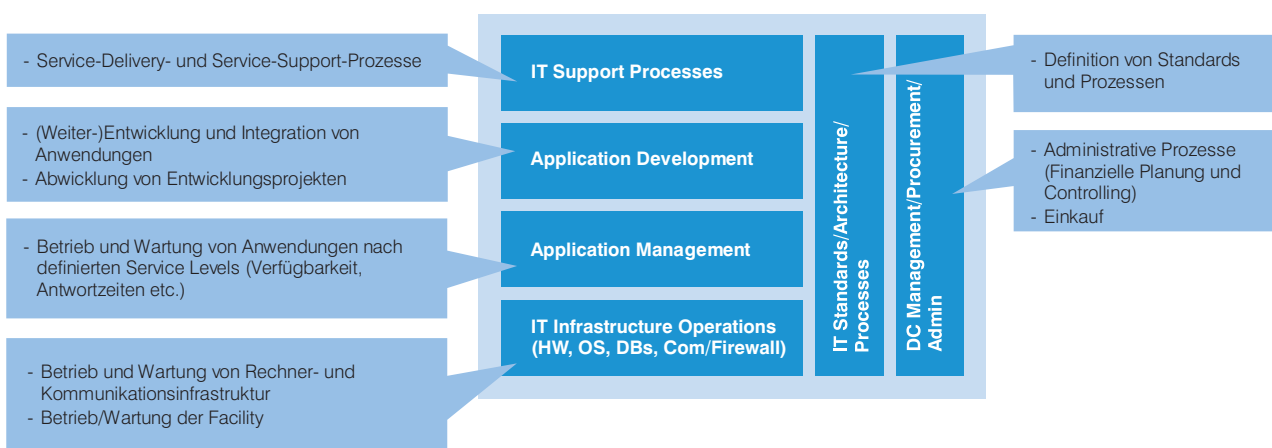 - Service-Delivery- und Service-Support-Prozesse
- (Weiter-)Entwicklung und Integration von
Anwendungen
- Abwicklung von Entwicklungsprojekten
- Betrieb und Wartung von Anwendungen nach
definierten Service Levels (Verfügbarkeit,
Antwortzeiten etc.)
- Betrieb und Wartung von Rechner- und
Kommunikationsinfrastruktur
- Betrieb/Wartung der Facility
IT Support Processes
Application Development
Application Management
IT Infrastructure Operations
(HW, OS, DBs, Com/Firewall)
IT Standards/Architecture/
Processes
DC Management/Procurement/
Admin
- Definition von Standards
und Prozessen
- Administrative Prozesse
(Finanzielle Planung und
Controlling)
- Einkauf